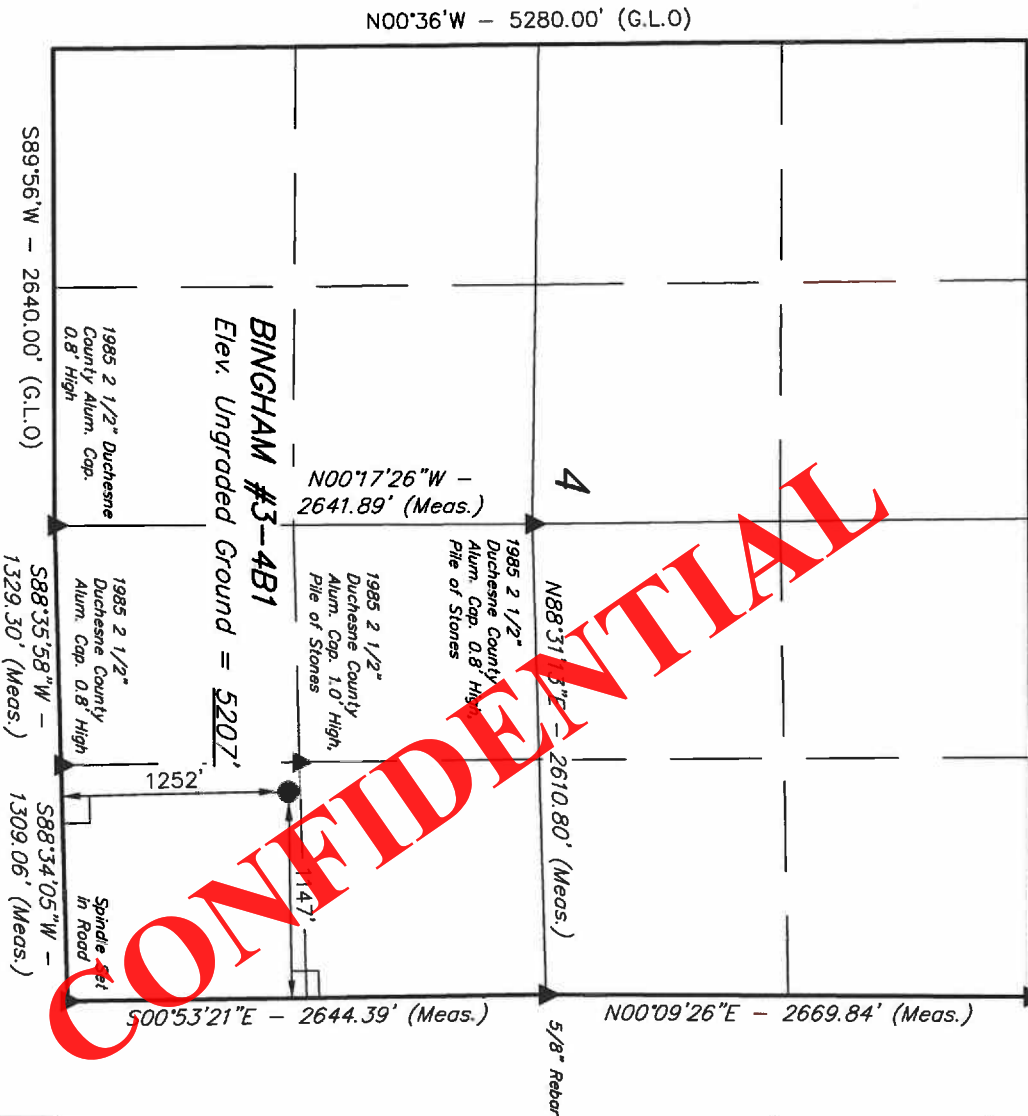 N00°36'W – 5280.00' (G.L.O)
S89°56'W – 2640.00' (G.L.O)
1985 2 1/2" Duchesne
County Alum. Cap.
0.8' High
BINGHAM #3-4B1
Elev. Ungraded Ground = 5207'
N00°17'26"W –
2641.89' (Meas.)
4
1985 2 1/2"
Duchesne County
Alum. Cap. 0.8' High,
Pile of Stones
1985 2 1/2"
Duchesne County
Alum. Cap. 1.0' High,
Pile of Stones
N88°31'13"E – 2610.80' (Meas.)
1985 2 1/2"
Duchesne County
Alum. Cap. 0.8' High
S88°35'58"W –
1329.30' (Meas.)
1252'
1147'
S88°34'05"W –
1309.06' (Meas.)
Spindle Set
in Road
S00°53'21"E – 2644.39' (Meas.)
N00°09'26"E – 2669.84' (Meas.)
5/8" Rebar
CONFIDENTIAL